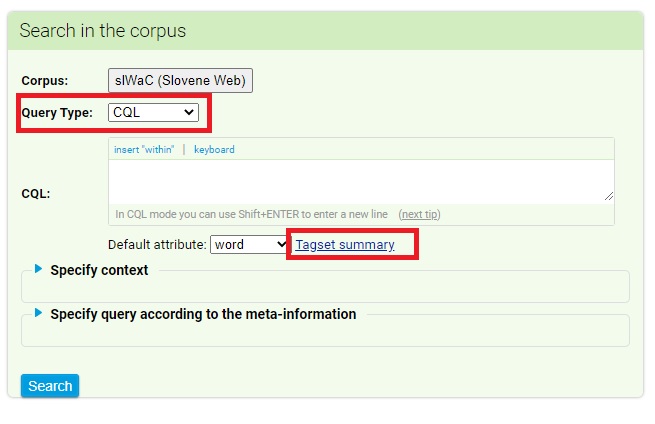 Search in the corpus
Corpus: slWaC (Slovene Web)
Query Type: CQL
insert "within" | keyboard
CQL:
In CQL mode you can use Shift+ENTER to enter a new line (next tip)
Default attribute: word Tagset summary
Specify context
Specify query according to the meta-information
Search